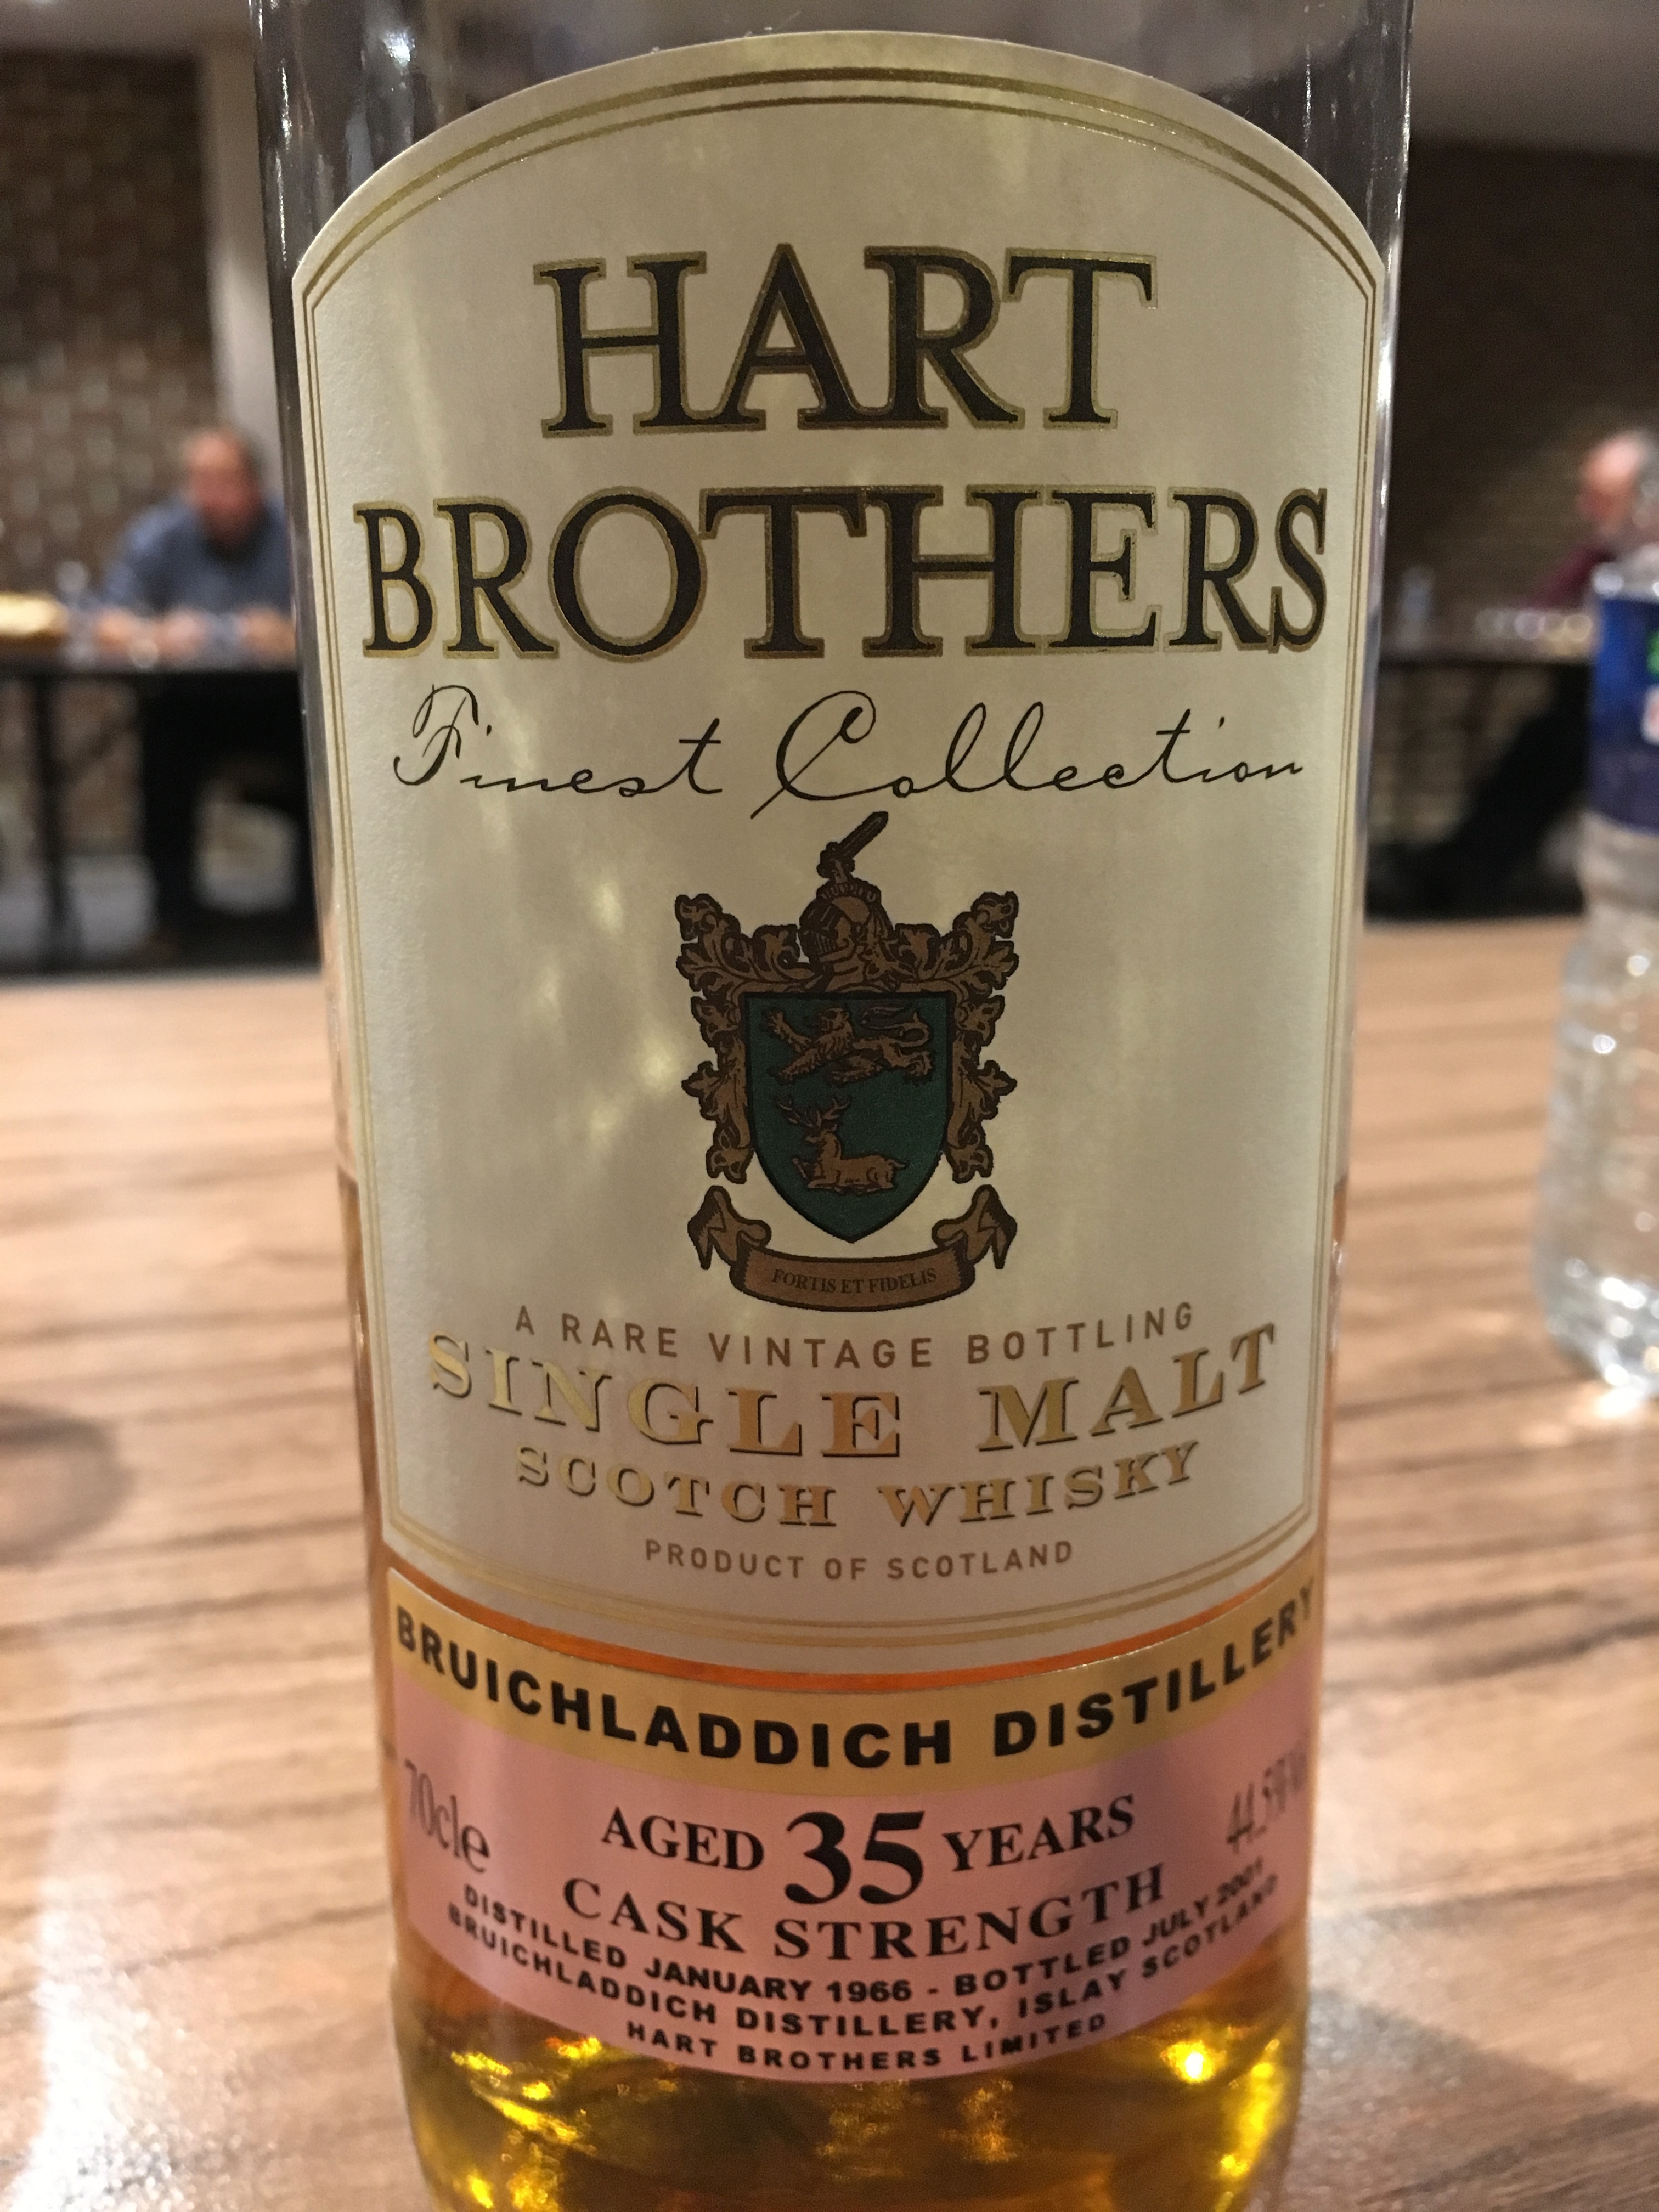 HART
BROTHERS
Finest Collection
FORTIS ET FIDELIS
A RARE VINTAGE BOTTLING
SINGLE MALT
SCOTCH WHISKY
PRODUCT OF SCOTLAND
BRUICHLADDICH DISTILLERY
70cle
AGED 35 YEARS
CASK STRENGTH
DISTILLED JANUARY 1966 - BOTTLED JULY 2001
BRUICHLADDICH DISTILLERY, ISLAY SCOTLAND
HART BROTHERS LIMITED